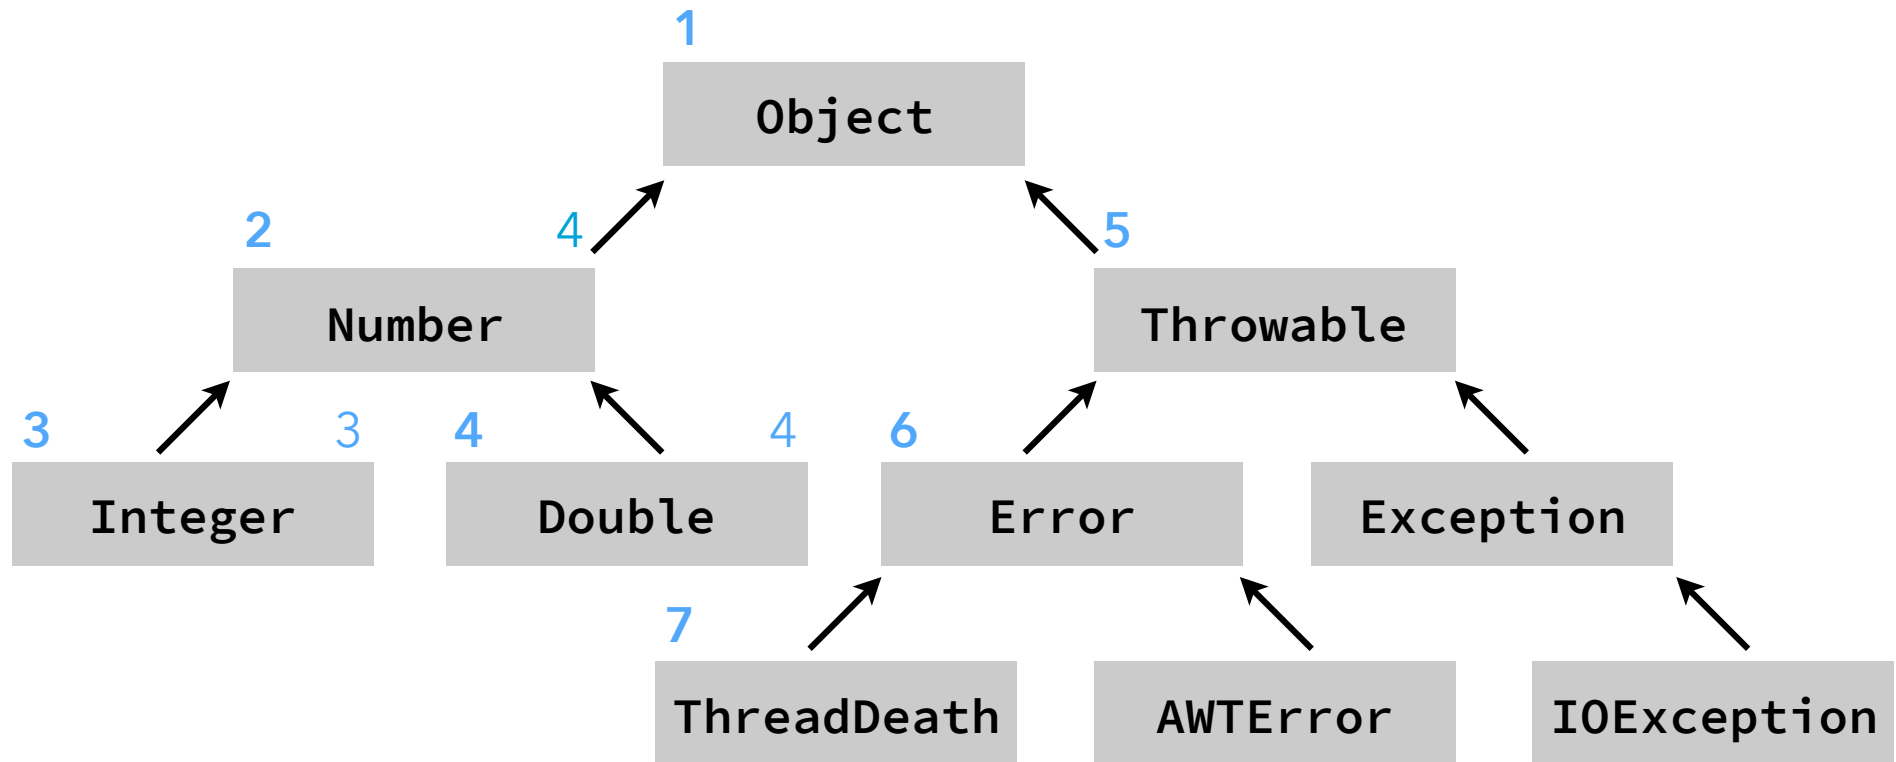 1
Object
2 4 5
Number Throwable
3 3 4 4 6
Integer Double Error Exception
7
ThreadDeath AWTError IOException